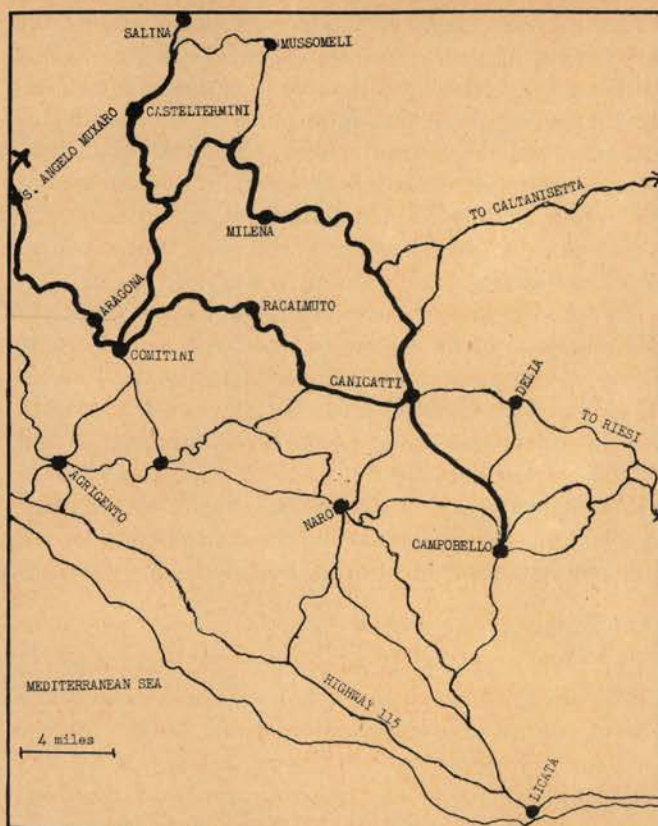 SALINA
MUSSOMELI
CASTELTERMINI
S. ANGELO MUXARO
TO CALTANISETTA
MILENA
ARAGONA
RACALMUTO
COMITINI
CANICATTI
DELIA
TO RIESI
AGRIGENTO
NARO
CAMPOBELLO
MEDITERRANEAN SEA
HIGHWAY 115
4 miles
LICATA